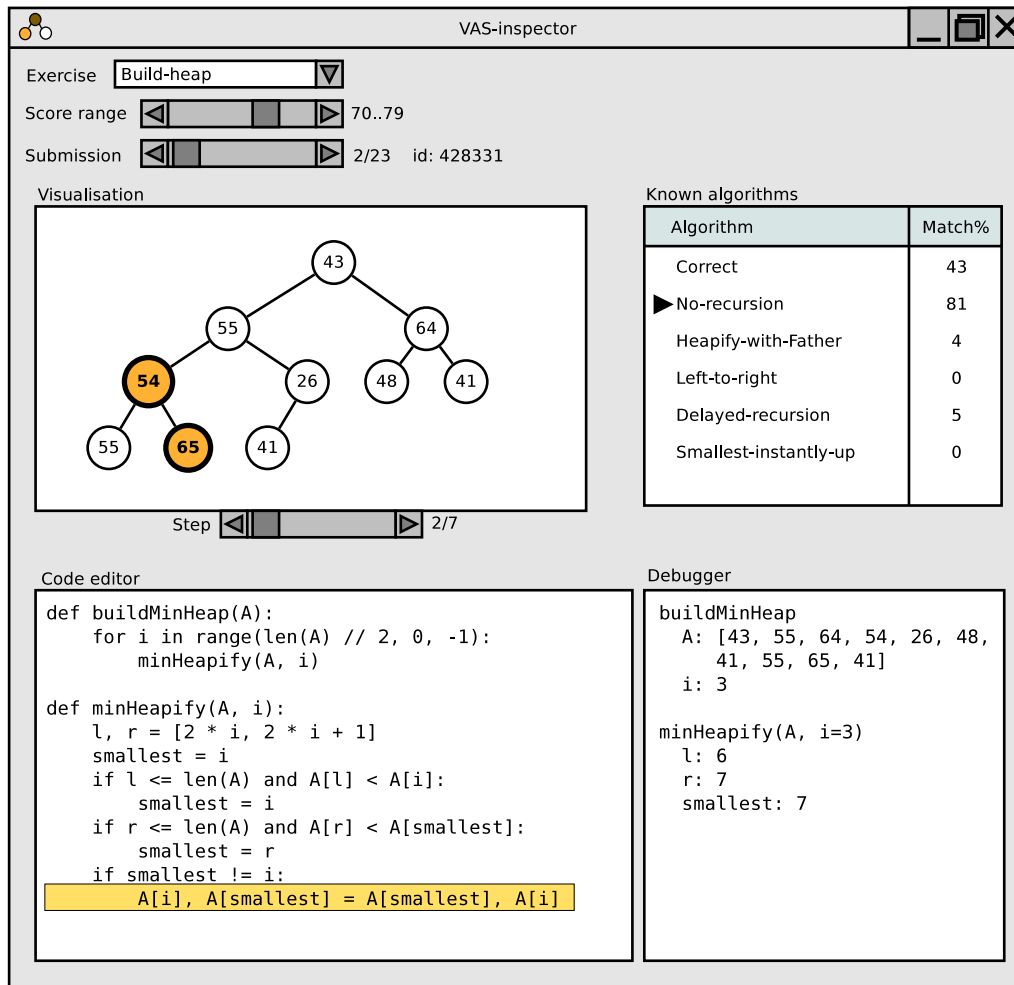 VAS-inspector
Exercise Build-heap
Score range 70..79
Submission 2/23 id: 428331
Visualisation
43
55 64
54 26 48 41
55 65 41
Step 2/7
Known algorithms
Algorithm Match%
Correct 43
No-recursion 81
Heapify-with-Father 4
Left-to-right 0
Delayed-recursion 5
Smallest-instantly-up 0
Code editor
def buildMinHeap(A):
    for i in range(len(A) // 2, 0, -1):
        minHeapify(A, i)
def minHeapify(A, i):
    l, r = [2 * i, 2 * i + 1]
    smallest = i
    if l <= len(A) and A[l] < A[i]:
        smallest = i
    if r <= len(A) and A[r] < A[smallest]:
        smallest = r
    if smallest != i:
        A[i], A[smallest] = A[smallest], A[i]
Debugger
buildMinHeap
  A: [43, 55, 64, 54, 26, 48,
     41, 55, 65, 41]
  i: 3
minHeapify(A, i=3)
  l: 6
  r: 7
  smallest: 7